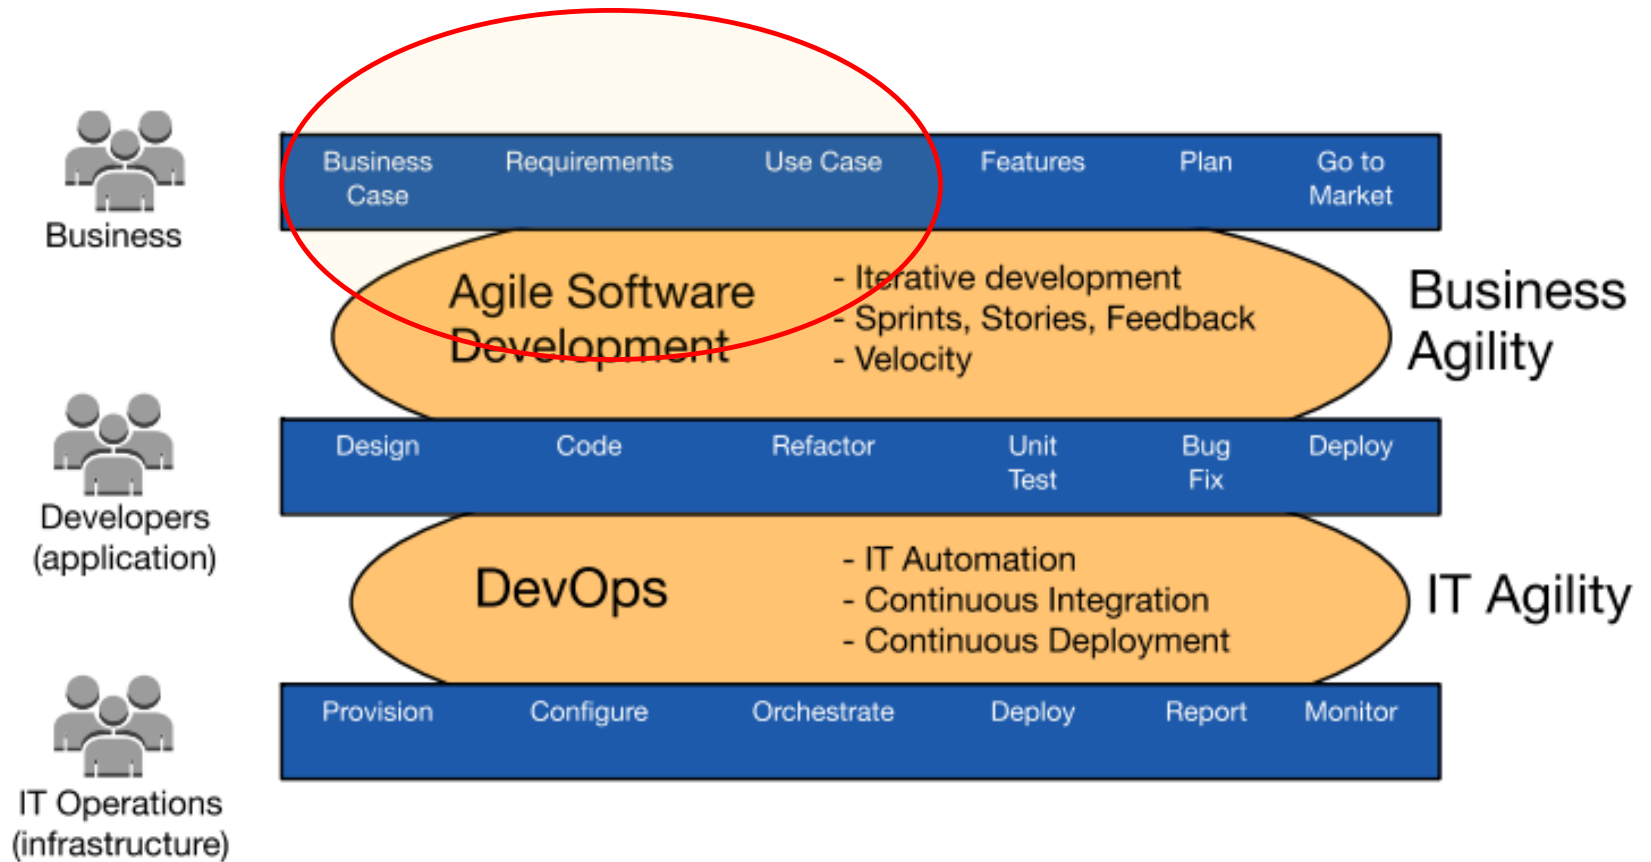 Business
Case
Requirements
Use Case
Features
Plan
Go to
Market
Business
Agile Software
Development
- Iterative development
- Sprints, Stories, Feedback
- Velocity
Business
Agility
Design
Code
Refactor
Unit
Test
Bug
Fix
Deploy
Developers
(application)
DevOps
- IT Automation
- Continuous Integration
- Continuous Deployment
IT Agility
Provision
Configure
Orchestrate
Deploy
Report
Monitor
IT Operations
(infrastructure)